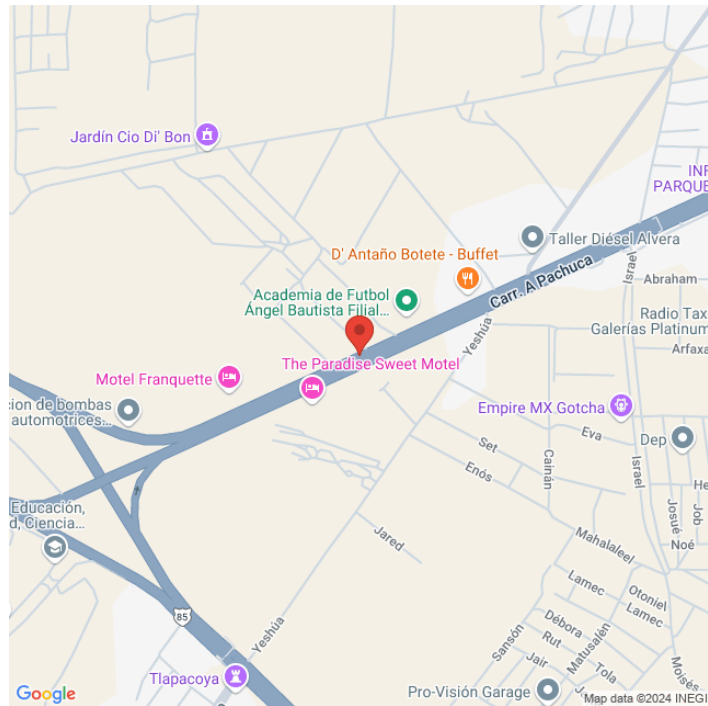 Jardín Cio Di' Bon
INF
PARQUE
Taller Diésel Alvera
D' Antaño Botete - Buffet
Carr. A Pachuca
Israel
Abraham
Academia de Futbol
Ángel Bautista Filial...
Yeshúa
Radio Tax
Galerías Platinum
Arfaxa
The Paradise Sweet Motel
Motel Franquette
cion de bombas
automotrices...
Empire MX Gotcha
Eva
Dep
Set
Cainán
Israel
Enós
He
Job
Josué
Noé
Educación,
d, Ciencia...
Jared
Mahalaleel
Lamec
Otoniel
Lamec
85
Débora
Rut
Matusalén
Sansón
Jair
Tola
J
Yeshúa
Moisés
Tlapacoya
Pro-Visión Garage
Google
Map data ©2024 INEGI